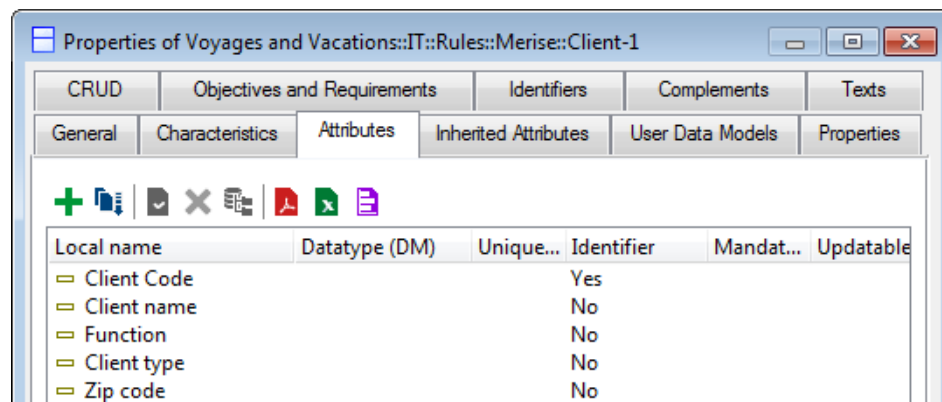 Properties of Voyages and Vacations::IT::Rules::Merise::Client-1
CRUD Objectives and Requirements Identifiers Complements Texts
General Characteristics Attributes Inherited Attributes User Data Models Properties
Local name Datatype (DM) Unique... Identifier Mandat... Updatable
Client Code Yes
Client name No
Function No
Client type No
Zip code No